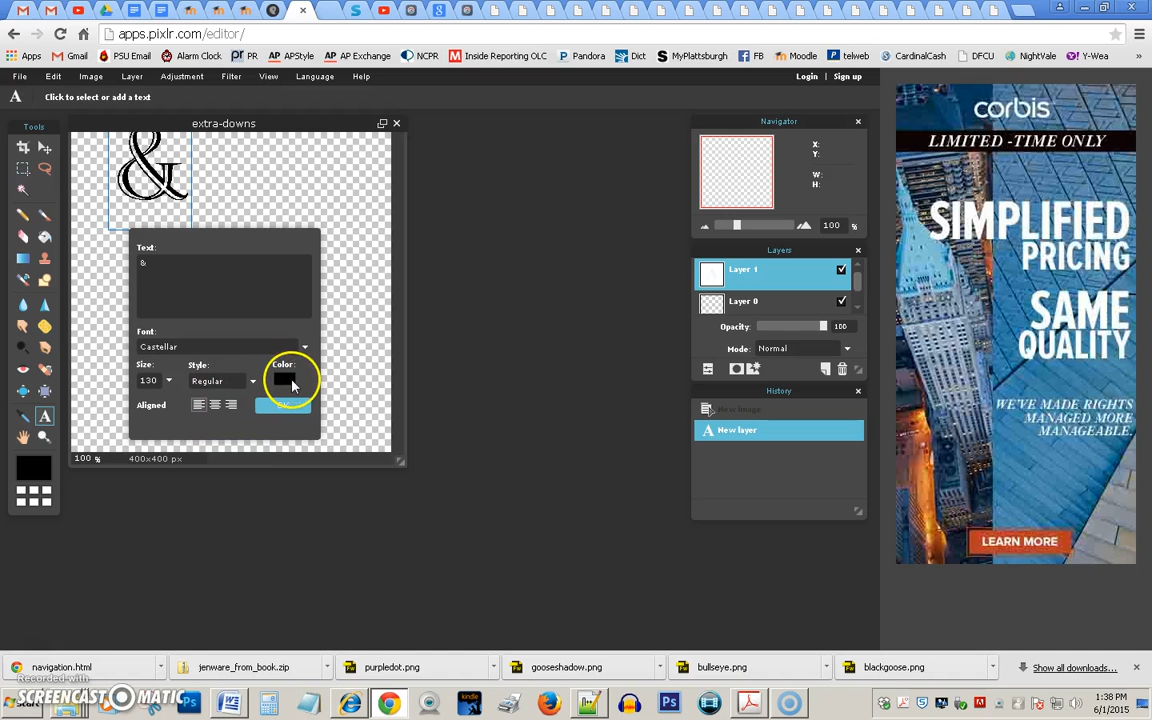 apps.pixlr.com/editor/
Apps Gmail PSU Email Alarm Clock PR APStyle AP Exchange NCPR Inside Reporting OLC Pandora Dict MyPlattsburgh FB Moodle telweb CardinalCash DFCU NightVale Y-Wea »
File Edit Image Layer Adjustment Filter View Language Help Login Sign up
A Click to select or add a text
Tools
extra-downs
&
Text:
&
Font:
Castellar
Size: Style: Color:
130 Regular
Aligned
A
100 % 400x400 px
Navigator
X:
Y:
W:
H:
100 %
Layers
Layer 1
Layer 0
Opacity: 100
Mode: Normal
History
New image
A New layer
corbis
LIMITED -TIME ONLY
SIMPLIFIED
PRICING
SAME
QUALITY
WE'VE MADE RIGHTS
MANAGED MORE
MANAGEABLE.
LEARN MORE
navigation.html jenware_from_book.zip purpledot.png gooseshadow.png bullseye.png blackgoose.png Show all downloads...
Recorded with
SCREENCAST MATIC
Start
kindle
Ps
1:38 PM
6/1/2015